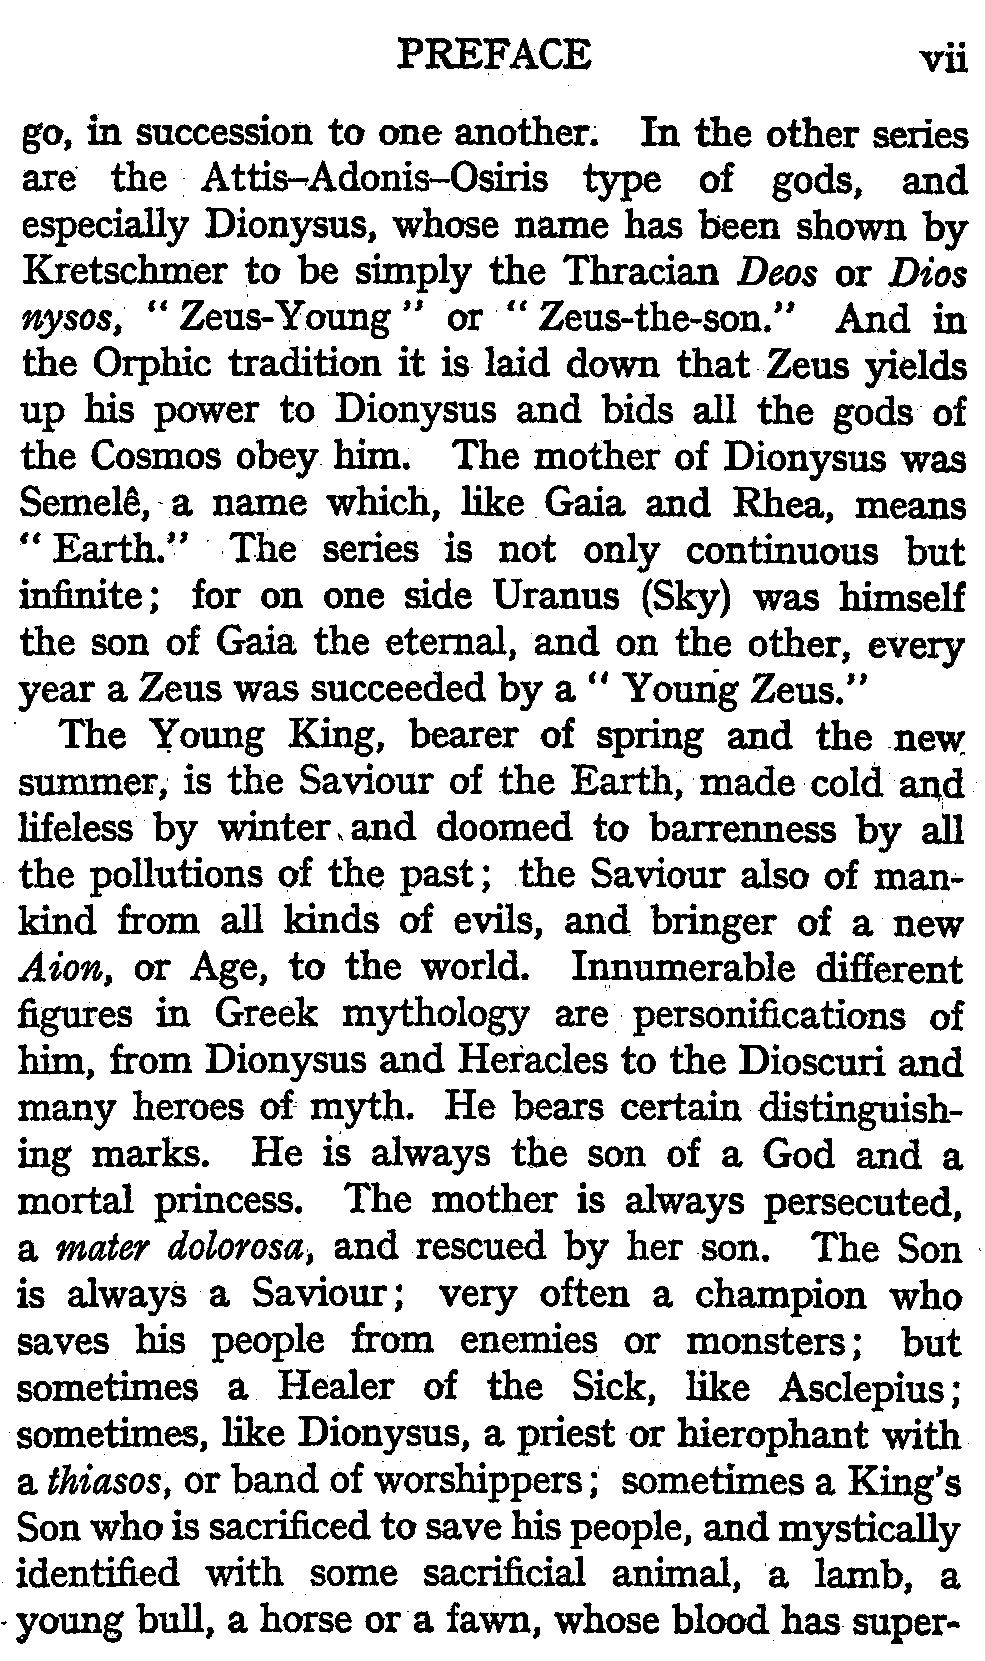 PREFACE vii
go, in succession to one another. In the other series
are the Attis–Adonis–Osiris type of gods, and
especially Dionysus, whose name has been shown by
Kretschmer to be simply the Thracian Deos or Dios
nysos, “ Zeus-Young ” or “ Zeus-the-son.” And in
the Orphic tradition it is laid down that Zeus yields
up his power to Dionysus and bids all the gods of
the Cosmos obey him. The mother of Dionysus was
Semelê, a name which, like Gaia and Rhea, means
“ Earth.” The series is not only continuous but
infinite; for on one side Uranus (Sky) was himself
the son of Gaia the eternal, and on the other, every
year a Zeus was succeeded by a “ Young Zeus.”
The Young King, bearer of spring and the new
summer, is the Saviour of the Earth, made cold and
lifeless by winter and doomed to barrenness by all
the pollutions of the past; the Saviour also of man-
kind from all kinds of evils, and bringer of a new
Aion, or Age, to the world. Innumerable different
figures in Greek mythology are personifications of
him, from Dionysus and Heracles to the Dioscuri and
many heroes of myth. He bears certain distinguish-
ing marks. He is always the son of a God and a
mortal princess. The mother is always persecuted,
a mater dolorosa, and rescued by her son. The Son
is always a Saviour; very often a champion who
saves his people from enemies or monsters; but
sometimes a Healer of the Sick, like Asclepius;
sometimes, like Dionysus, a priest or hierophant with
a thiasos, or band of worshippers; sometimes a King's
Son who is sacrificed to save his people, and mystically
identified with some sacrificial animal, a lamb, a
young bull, a horse or a fawn, whose blood has super-